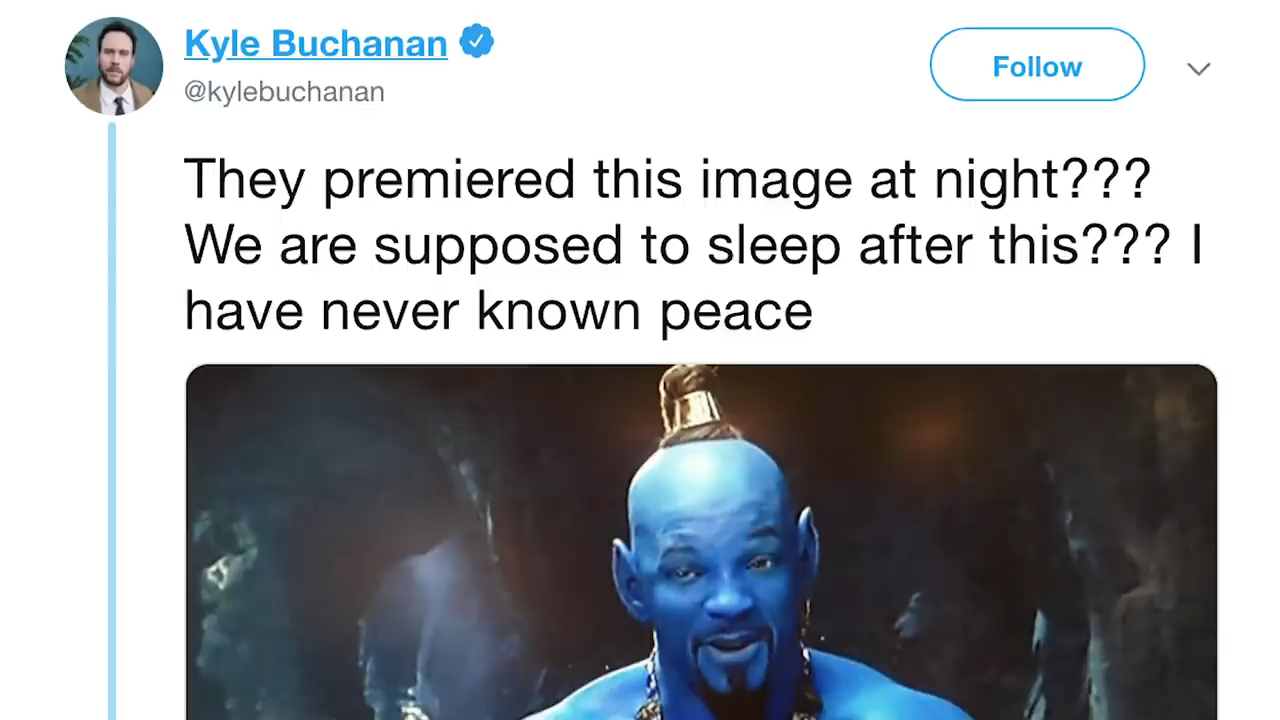 Kyle Buchanan
@kylebuchanan
Follow
They premiered this image at night???
We are supposed to sleep after this??? I
have never known peace